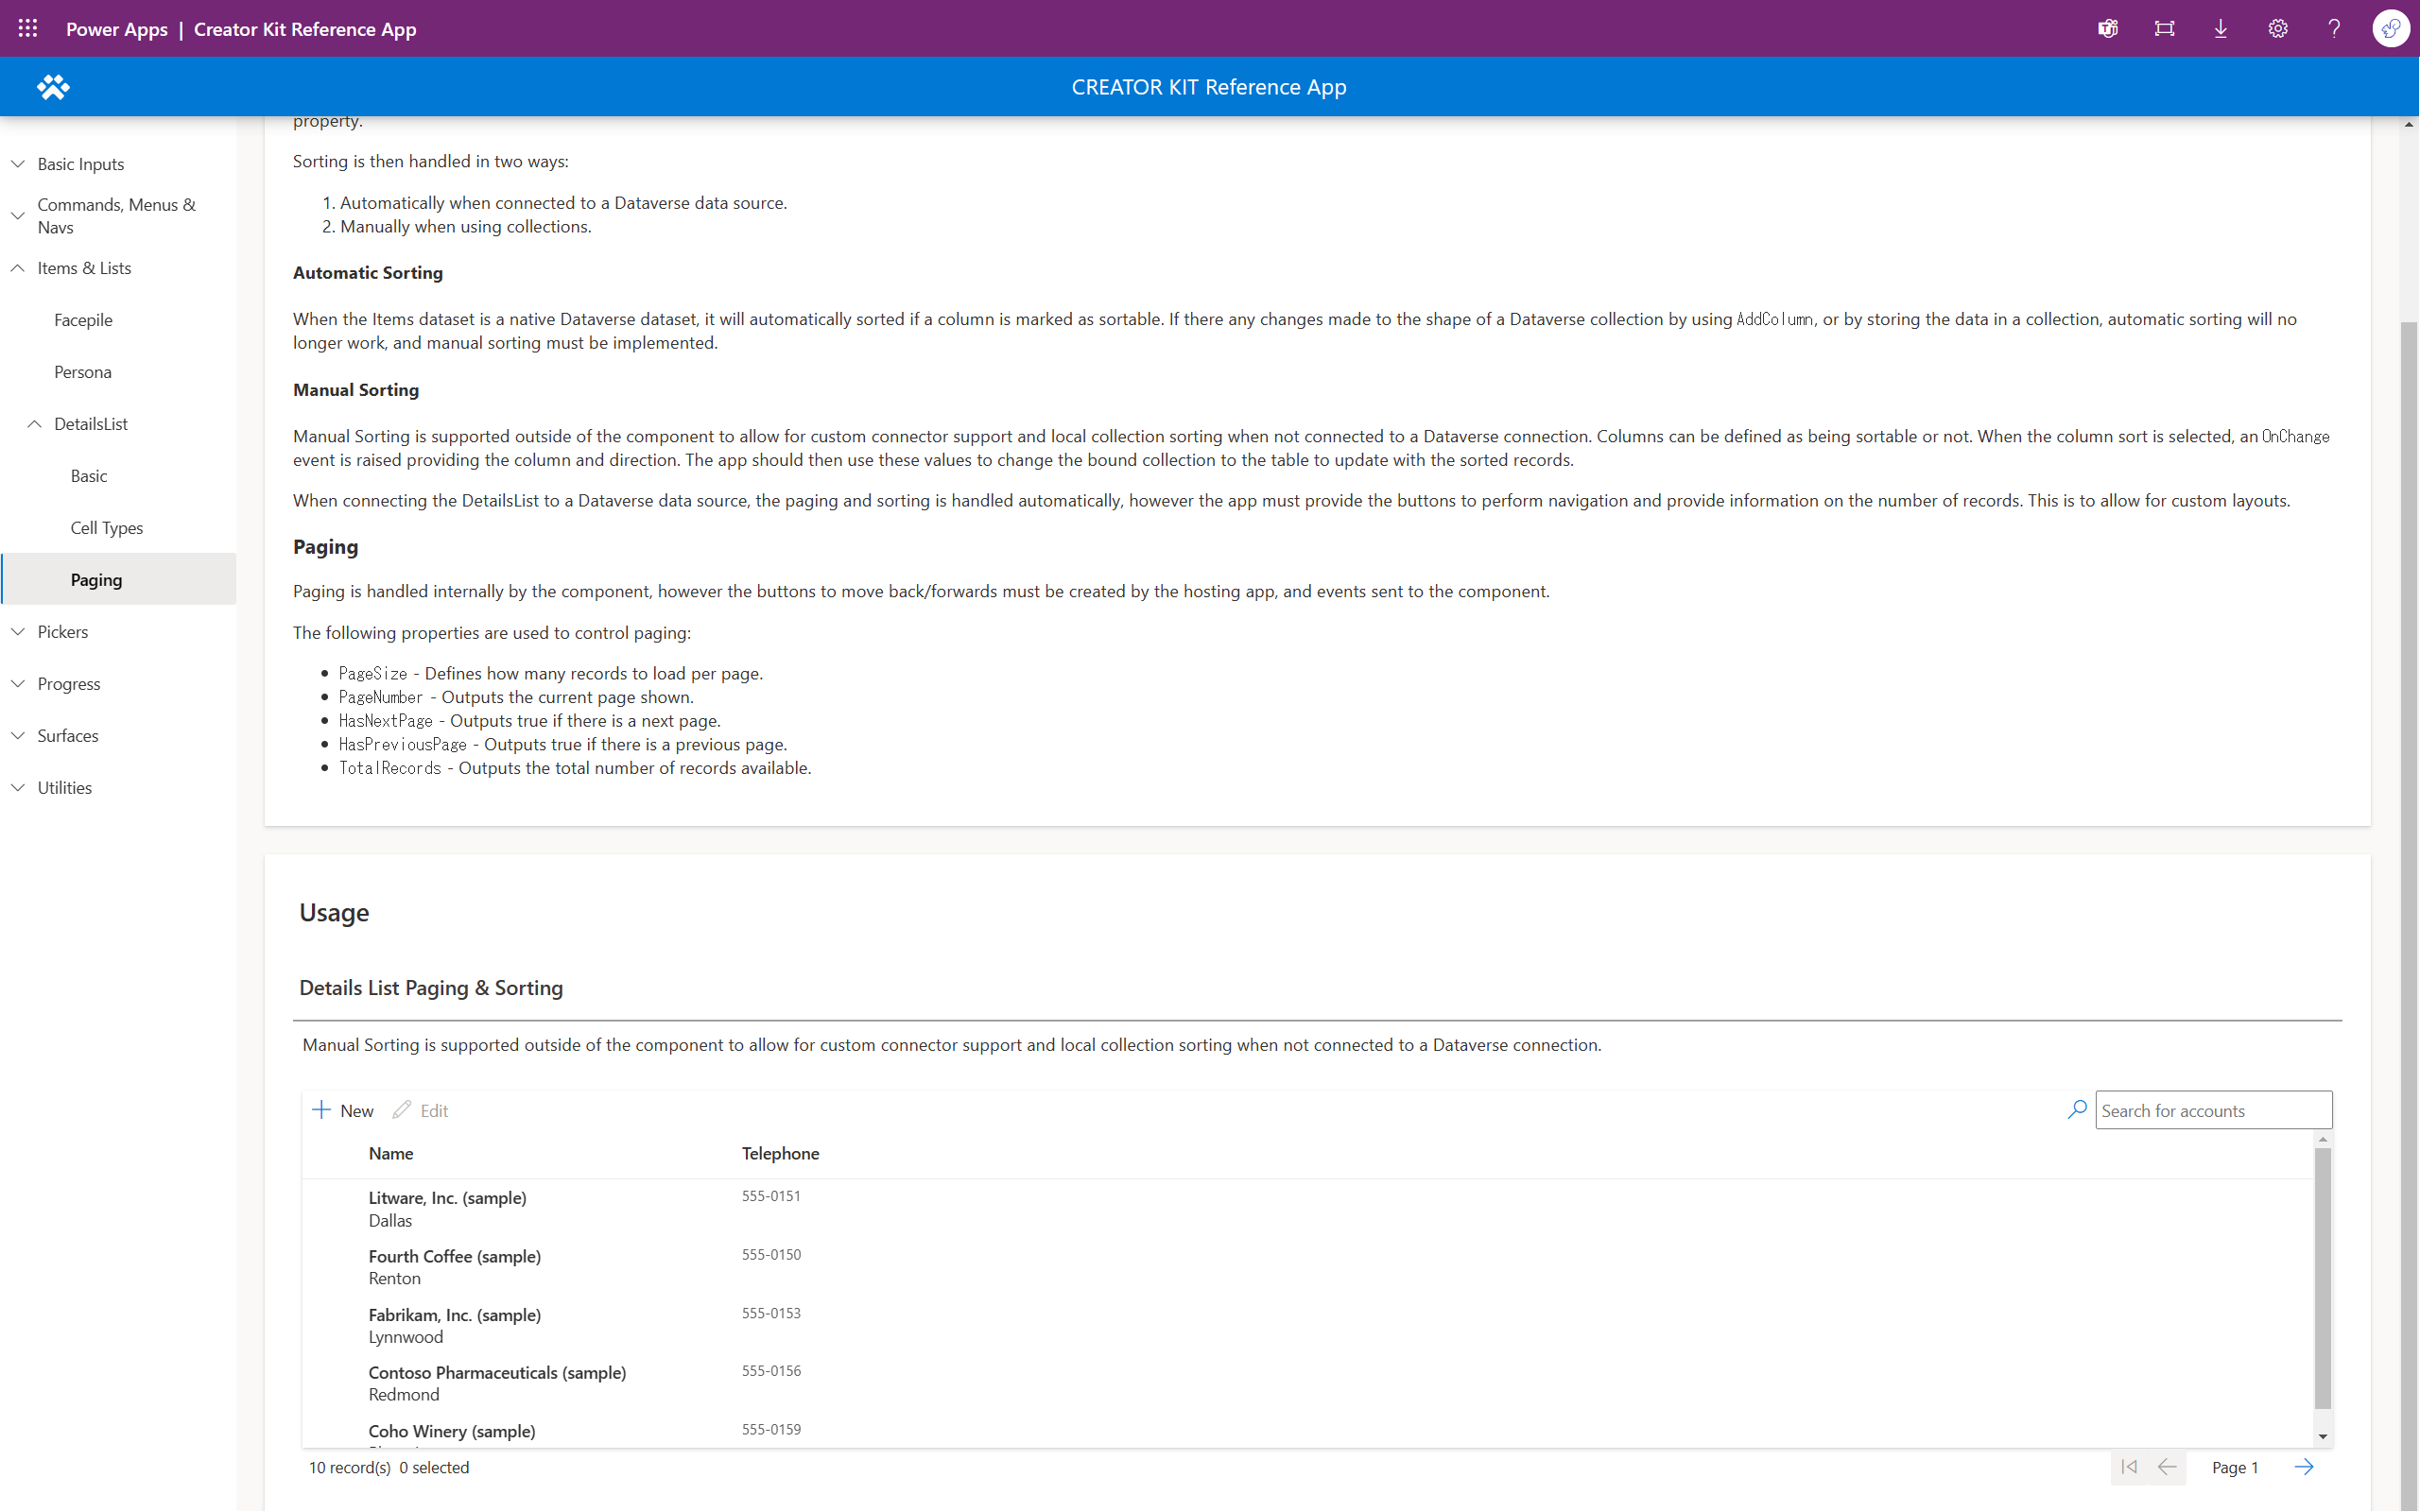 Power Apps | Creator Kit Reference App
CREATOR KIT Reference App
Basic Inputs
Commands, Menus &
Navs
Items & Lists
Facepile
Persona
DetailsList
Basic
Cell Types
Paging
Pickers
Progress
Surfaces
Utilities
property.
Sorting is then handled in two ways:
1. Automatically when connected to a Dataverse data source.
2. Manually when using collections.
Automatic Sorting
When the Items dataset is a native Dataverse dataset, it will automatically sorted if a column is marked as sortable. If there any changes made to the shape of a Dataverse collection by using AddColumn, or by storing the data in a collection, automatic sorting will no
longer work, and manual sorting must be implemented.
Manual Sorting
Manual Sorting is supported outside of the component to allow for custom connector support and local collection sorting when not connected to a Dataverse connection. Columns can be defined as being sortable or not. When the column sort is selected, an OnChange
event is raised providing the column and direction. The app should then use these values to change the bound collection to the table to update with the sorted records.
When connecting the DetailsList to a Dataverse data source, the paging and sorting is handled automatically, however the app must provide the buttons to perform navigation and provide information on the number of records. This is to allow for custom layouts.
Paging
Paging is handled internally by the component, however the buttons to move back/forwards must be created by the hosting app, and events sent to the component.
The following properties are used to control paging:
• PageSize - Defines how many records to load per page.
• PageNumber - Outputs the current page shown.
• HasNextPage - Outputs true if there is a next page.
• HasPreviousPage - Outputs true if there is a previous page.
• TotalRecords - Outputs the total number of records available.
Usage
Details List Paging & Sorting
Manual Sorting is supported outside of the component to allow for custom connector support and local collection sorting when not connected to a Dataverse connection.
New Edit Search for accounts
Name Telephone
Litware, Inc. (sample) 555-0151
Dallas
Fourth Coffee (sample) 555-0150
Renton
Fabrikam, Inc. (sample) 555-0153
Lynnwood
Contoso Pharmaceuticals (sample) 555-0156
Redmond
Coho Winery (sample) 555-0159
10 record(s) 0 selected Page 1